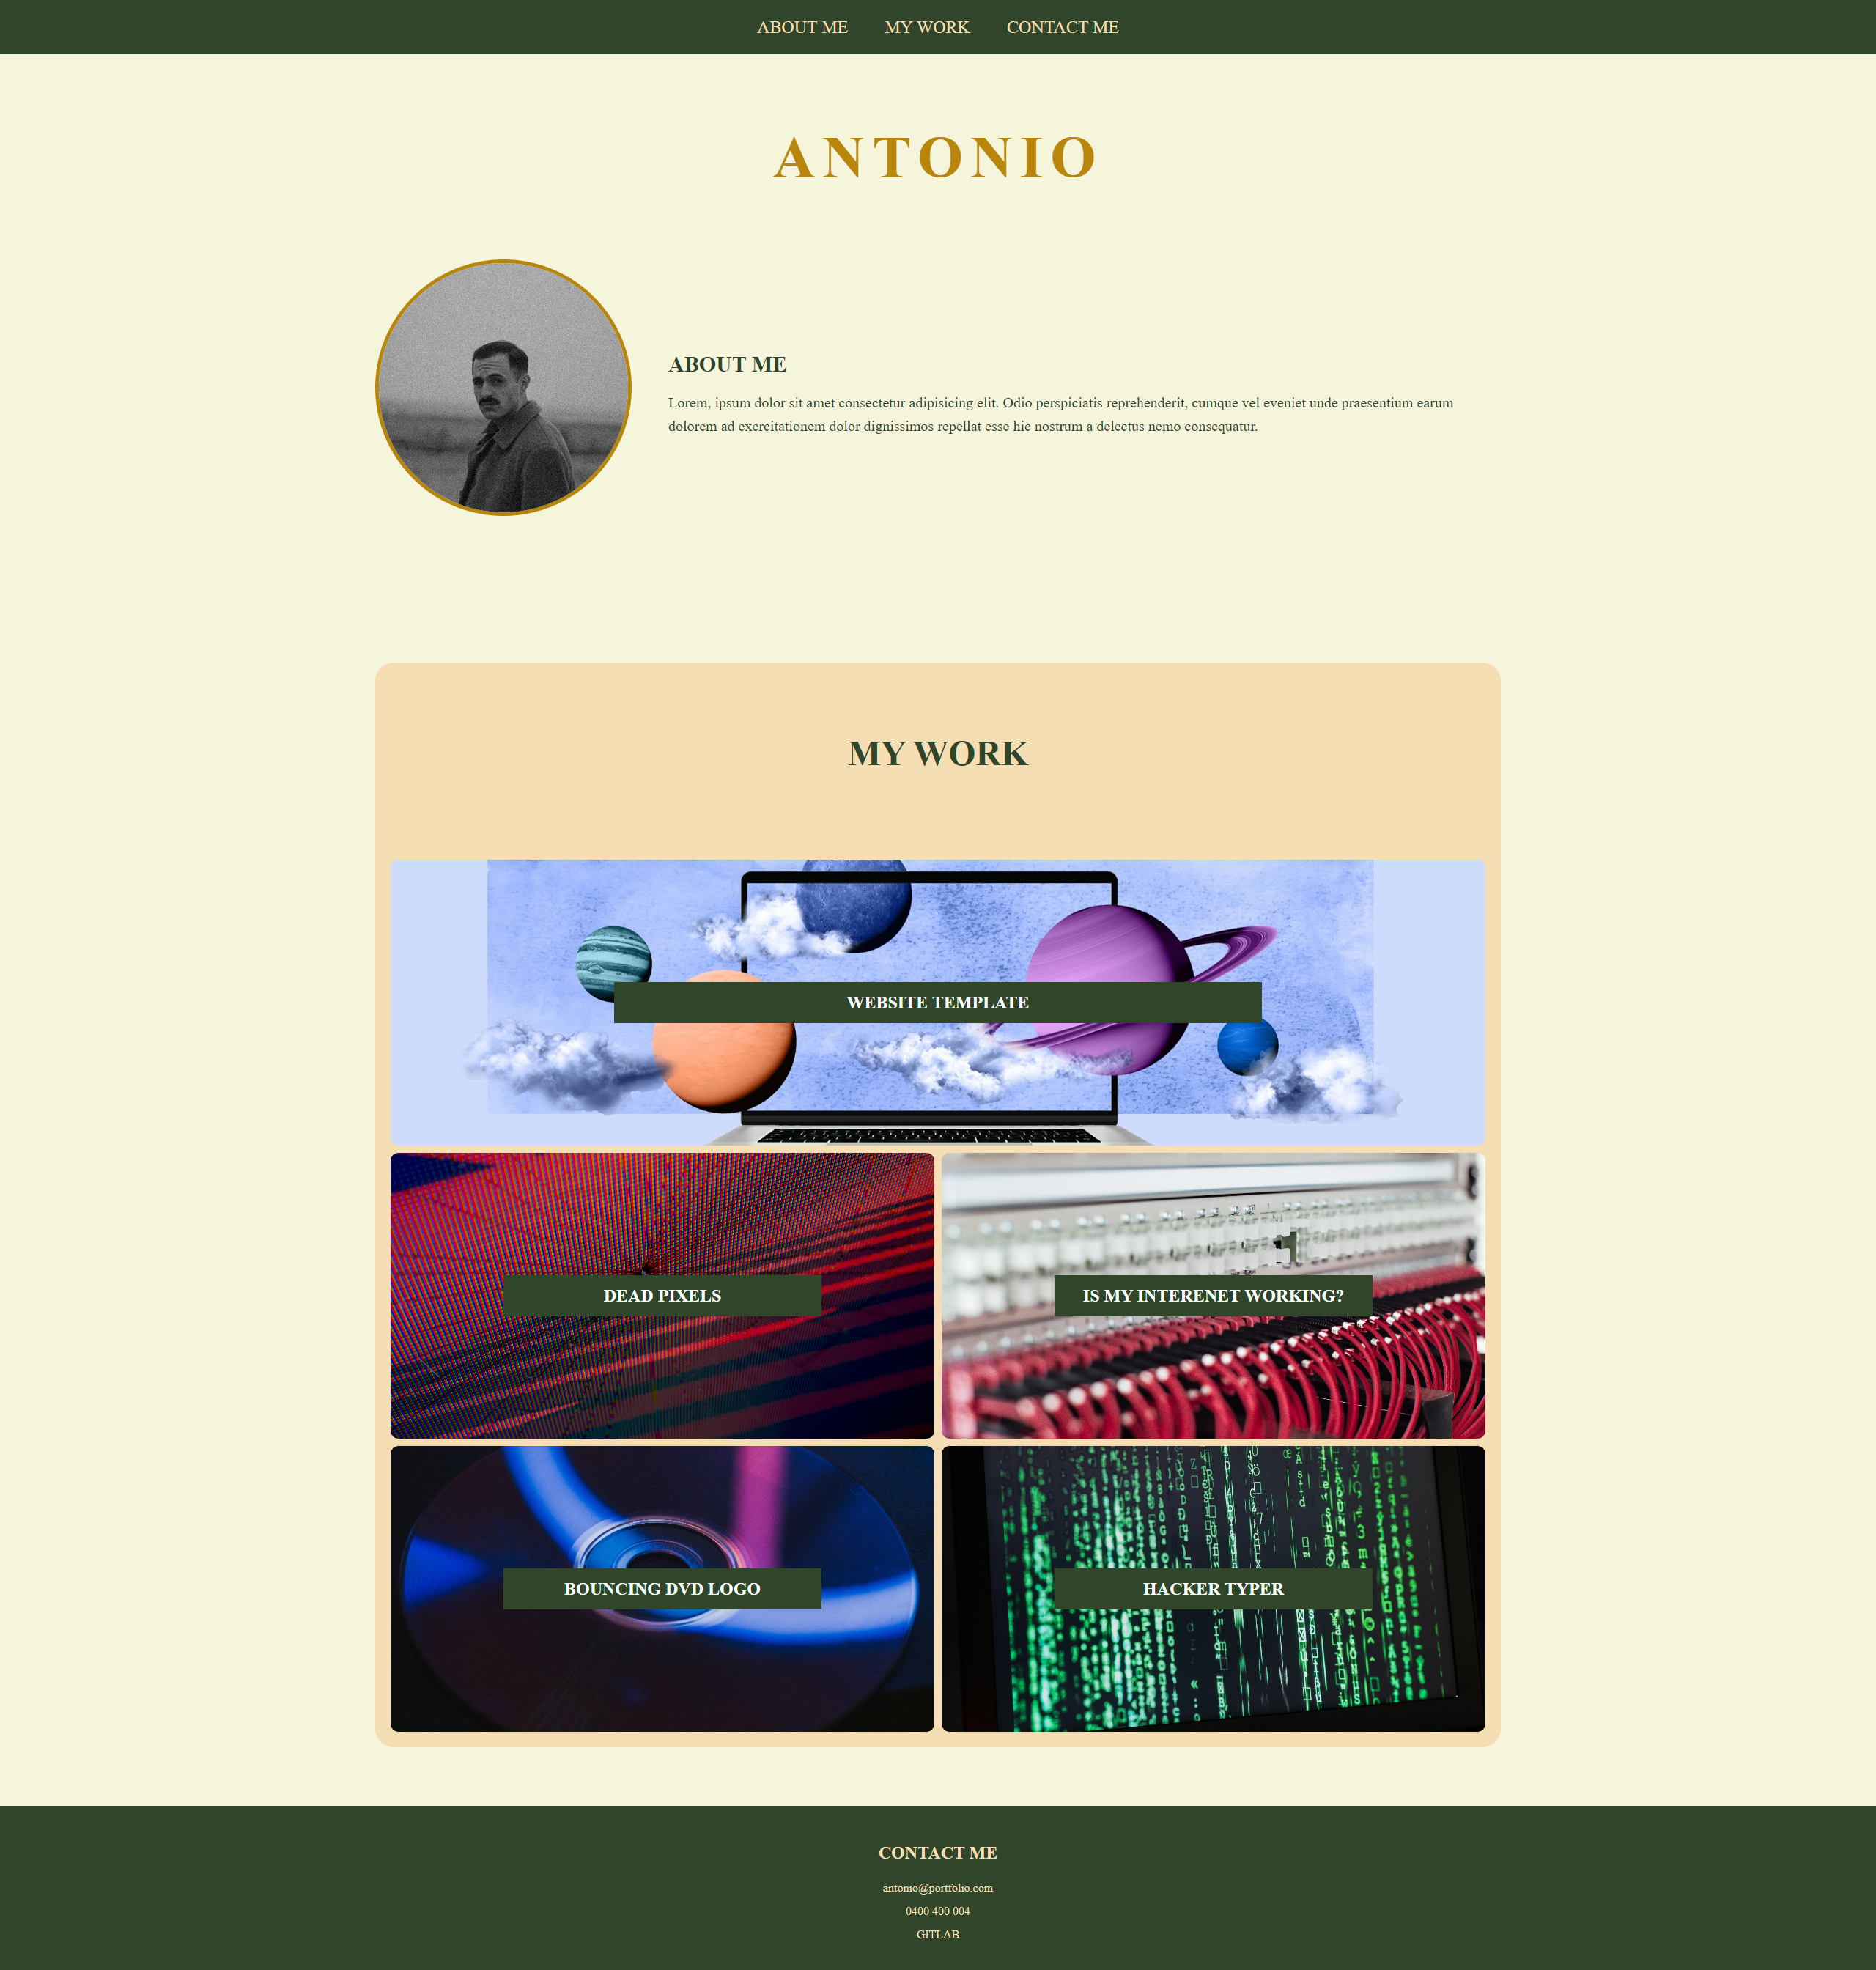 ABOUT ME MY WORK CONTACT ME
ANTONIO
ABOUT ME
Lorem, ipsum dolor sit amet consectetur adipisicing elit. Odio perspiciatis reprehenderit, cumque vel eveniet unde praesentium earum
dolorem ad exercitationem dolor dignissimos repellat esse hic nostrum a delectus nemo consequatur.
MY WORK
WEBSITE TEMPLATE
DEAD PIXELS
IS MY INTERENET WORKING?
BOUNCING DVD LOGO
HACKER TYPER
CONTACT ME
antonio@portfolio.com
0400 400 004
GITLAB